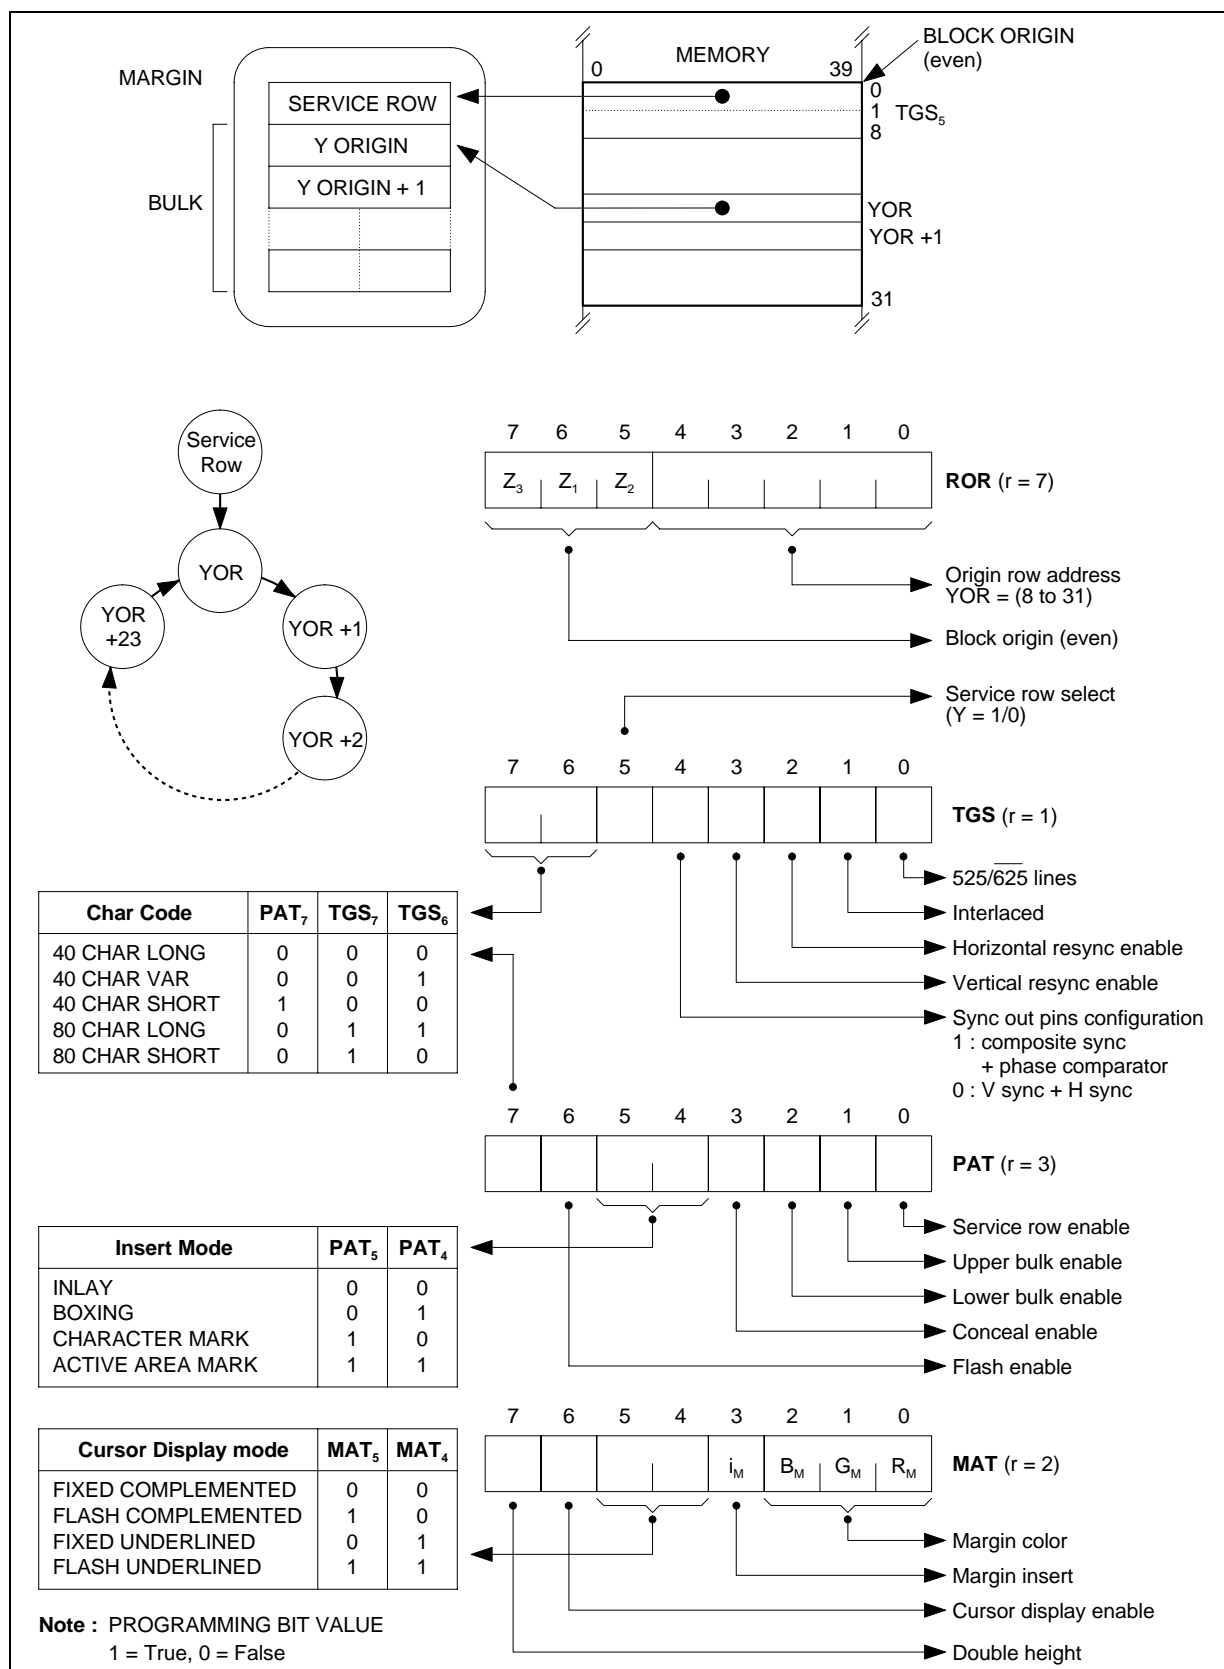 MARGIN
SERVICE ROW
Y ORIGIN
Y ORIGIN + 1
BULK
MEMORY
0 39
BLOCK ORIGIN
(even)
0
1 TGS5
8
YOR
YOR +1
31
Service
Row
YOR
YOR
+23
YOR +1
YOR +2
7 6 5 4 3 2 1 0
Z3 Z1 Z2
ROR (r = 7)
Origin row address
YOR = (8 to 31)
Block origin (even)
Service row select
(Y = 1/0)
7 6 5 4 3 2 1 0
TGS (r = 1)
525/625 lines
Interlaced
Horizontal resync enable
Vertical resync enable
Sync out pins configuration
1 : composite sync
+ phase comparator
0 : V sync + H sync
Char Code PAT7 TGS7 TGS6
40 CHAR LONG 0 0 0
40 CHAR VAR 0 0 1
40 CHAR SHORT 1 0 0
80 CHAR LONG 0 1 1
80 CHAR SHORT 0 1 0
7 6 5 4 3 2 1 0
PAT (r = 3)
Service row enable
Upper bulk enable
Lower bulk enable
Conceal enable
Flash enable
Insert Mode PAT5 PAT4
INLAY 0 0
BOXING 0 1
CHARACTER MARK 1 0
ACTIVE AREA MARK 1 1
7 6 5 4 3 2 1 0
iM BM GM RM
MAT (r = 2)
Margin color
Margin insert
Cursor display enable
Double height
Cursor Display mode MAT5 MAT4
FIXED COMPLEMENTED 0 0
FLASH COMPLEMENTED 1 0
FIXED UNDERLINED 0 1
FLASH UNDERLINED 1 1
Note : PROGRAMMING BIT VALUE
1 = True, 0 = False